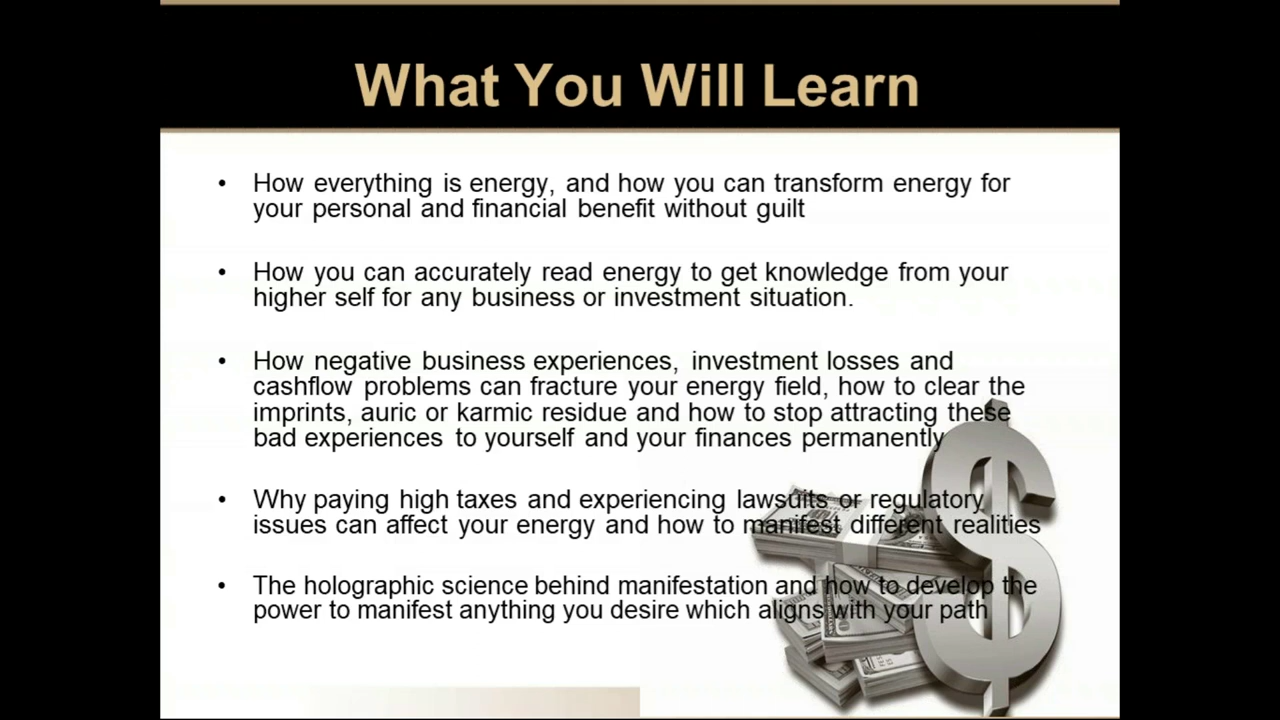 What You Will Learn
• How everything is energy, and how you can transform energy for
your personal and financial benefit without guilt
• How you can accurately read energy to get knowledge from your
higher self for any business or investment situation.
• How negative business experiences, investment losses and
cashflow problems can fracture your energy field, how to clear the
imprints, auric or karmic residue and how to stop attracting these
bad experiences to yourself and your finances permanently
• Why paying high taxes and experiencing lawsuits or regulatory
issues can affect your energy and how to manifest different realities
• The holographic science behind manifestation and how to develop the
power to manifest anything you desire which aligns with your path